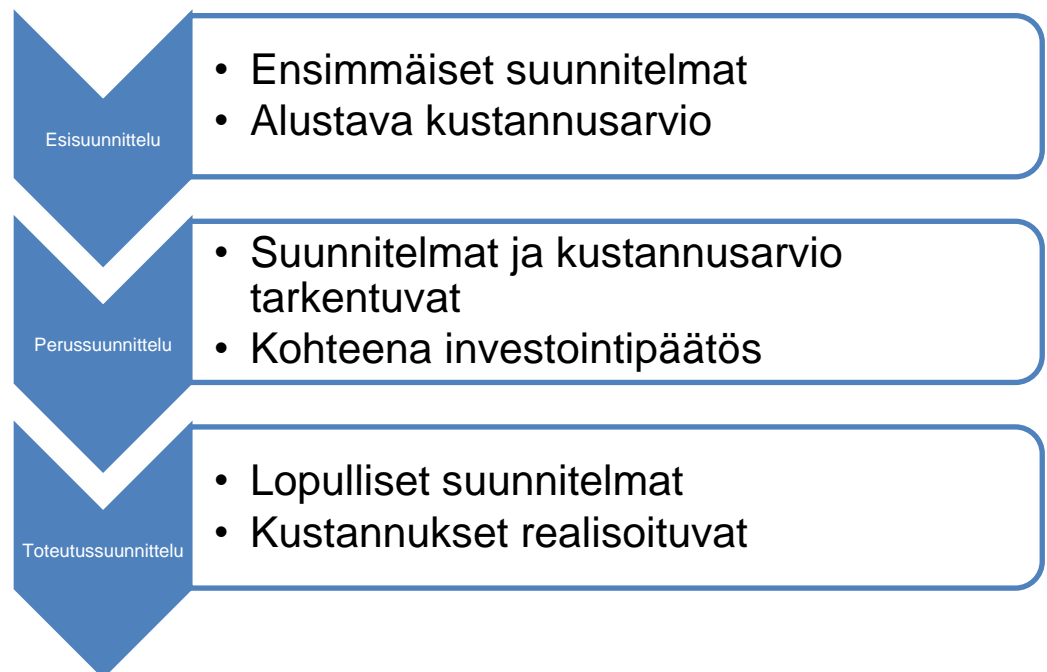 Esisuunnittelu
• Ensimmäiset suunnitelmat
• Alustava kustannusarvio
Perussuunnittelu
• Suunnitelmat ja kustannusarvio
tarkentuvat
• Kohteena investointipäätös
Toteutussuunnittelu
• Lopulliset suunnitelmat
• Kustannukset realisoituvat